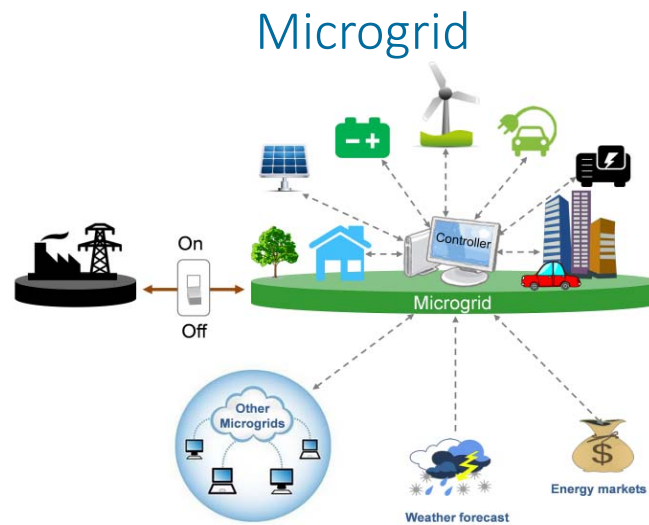 Microgrid
Controller
On
Off
Microgrid
Other
Microgrids
$
Energy markets
Weather forecast